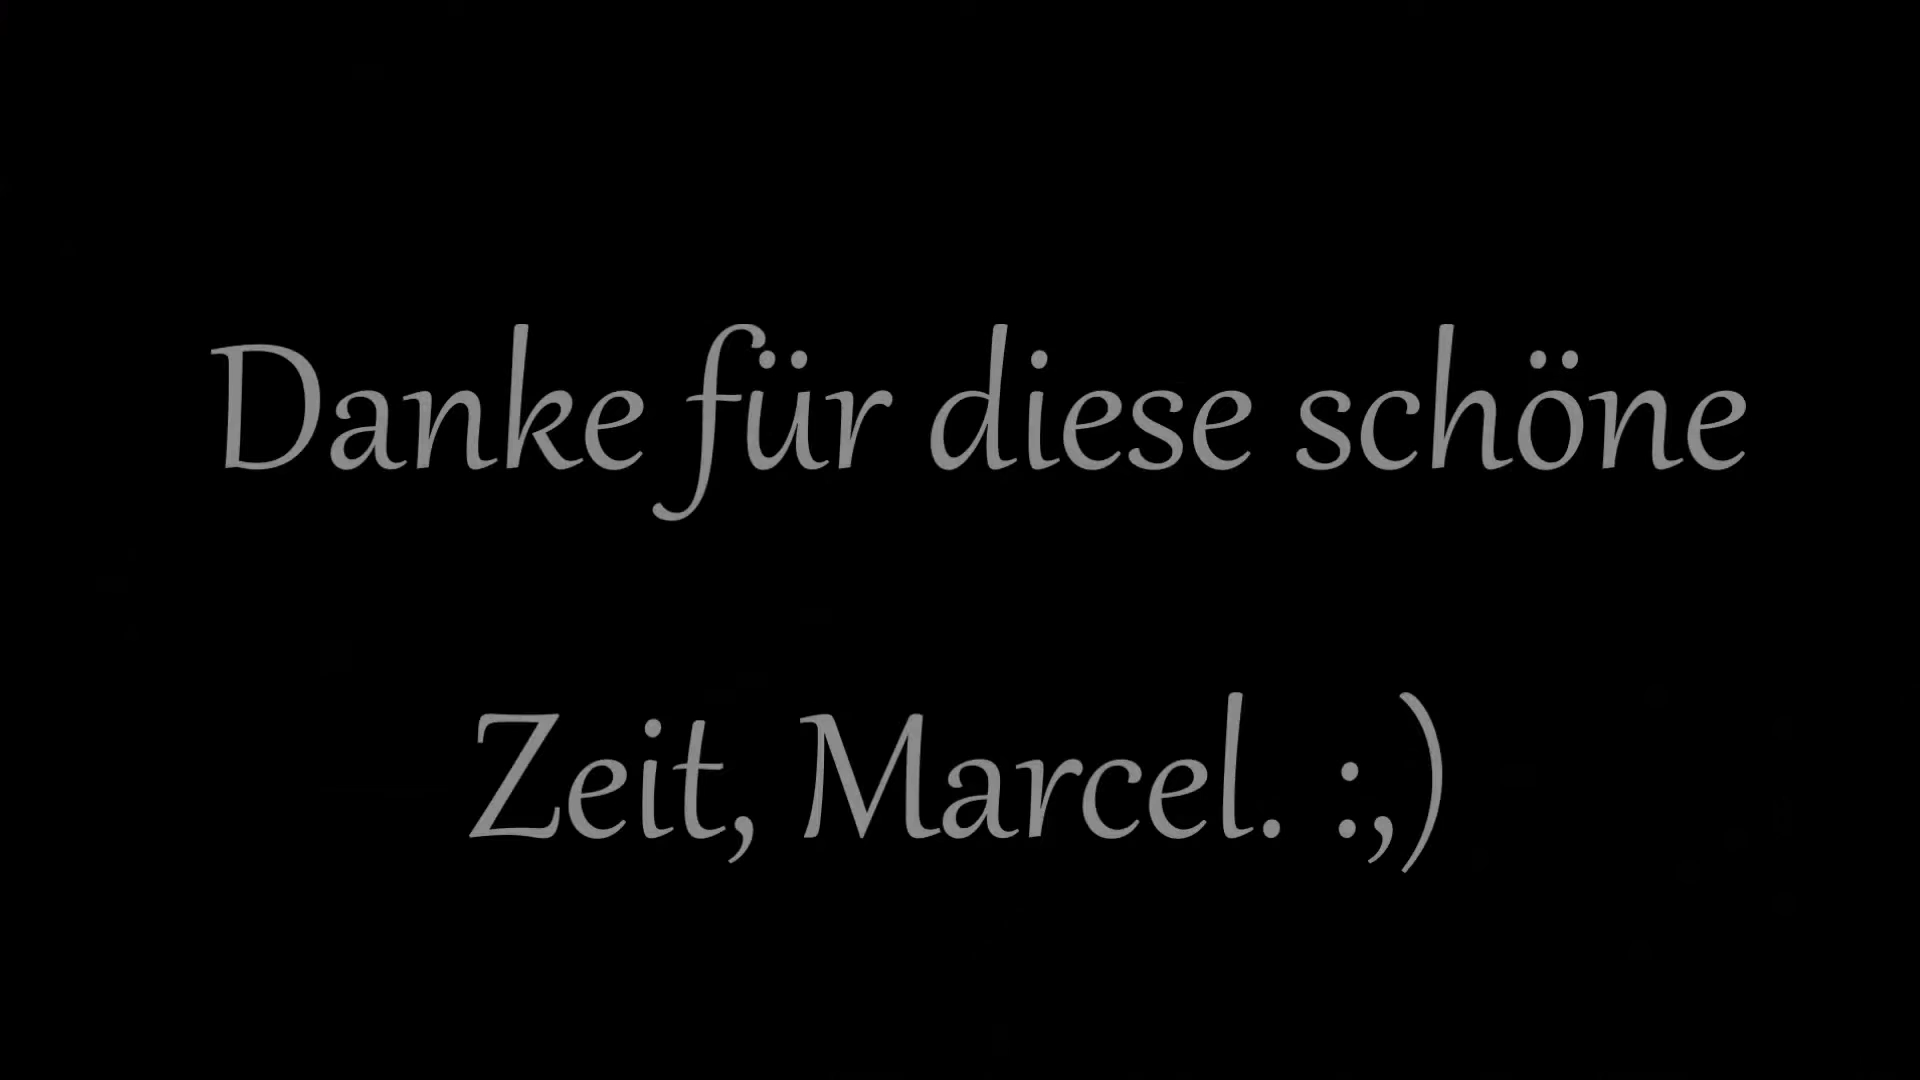 Danke für diese schöne
Zeit, Marcel. :,)